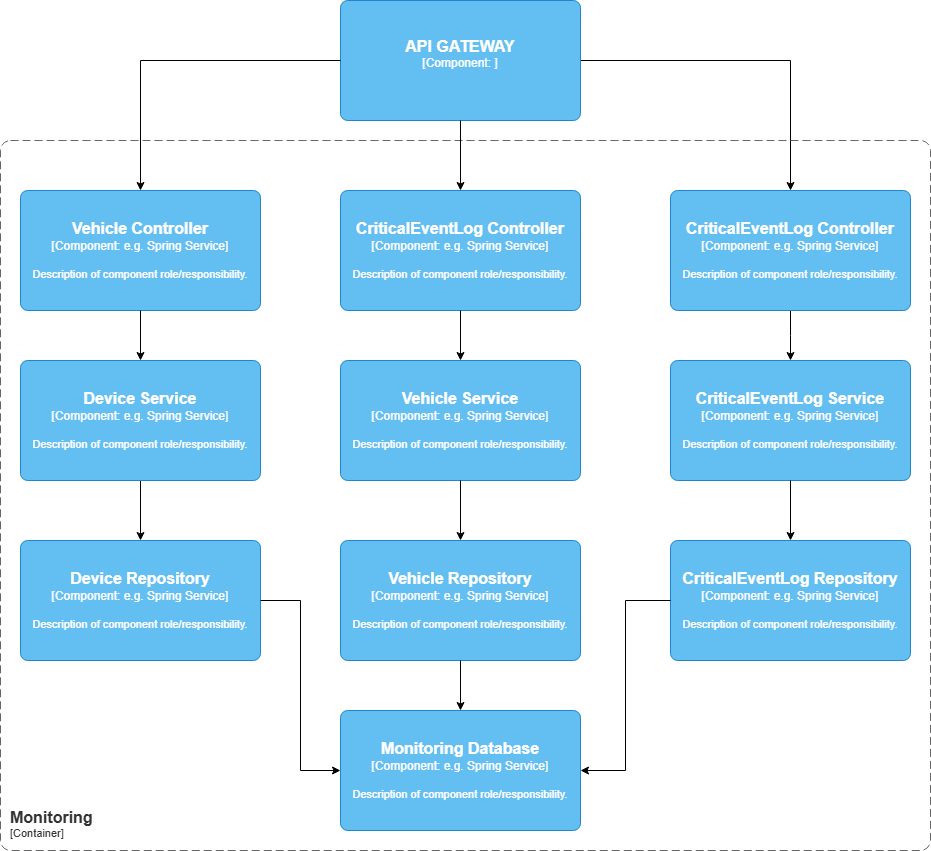 API GATEWAY
[Component: ]
Vehicle Controller
[Component: e.g. Spring Service]
Description of component role/responsibility.
CriticalEventLog Controller
[Component: e.g. Spring Service]
Description of component role/responsibility.
CriticalEventLog Controller
[Component: e.g. Spring Service]
Description of component role/responsibility.
Device Service
[Component: e.g. Spring Service]
Description of component role/responsibility.
Vehicle Service
[Component: e.g. Spring Service]
Description of component role/responsibility.
CriticalEventLog Service
[Component: e.g. Spring Service]
Description of component role/responsibility.
Device Repository
[Component: e.g. Spring Service]
Description of component role/responsibility.
Vehicle Repository
[Component: e.g. Spring Service]
Description of component role/responsibility.
CriticalEventLog Repository
[Component: e.g. Spring Service]
Description of component role/responsibility.
Monitoring Database
[Component: e.g. Spring Service]
Description of component role/responsibility.
Monitoring
[Container]